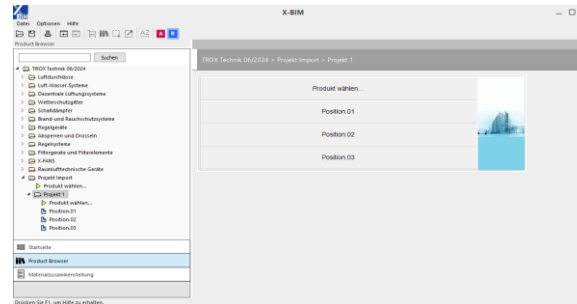 X-BIM
Datei Optionen Hilfe
Product Browser
Suchen
TROX Technik 06/2024
Luftdurchlässe
Luft-Wasser-Systeme
Dezentrale Lüftungssysteme
Wetterschutzgitter
Schalldämpfer
Brand-und Rauchschutzsysteme
Regelgeräte
Absperren und Drosseln
Regelsysteme
Filtergeräte und Filterelemente
X-FANS
Raumlufttechnische Geräte
Projekt Import
Produkt wählen...
Projekt 1
Produkt wählen...
Position.01
Position.02
Position.03
Startseite
Product Browser
Materialzusammenstellung
Drücken Sie F1, um Hilfe zu erhalten.
TROX Technik 06/2024 > Projekt Import > Projekt 1
Produkt wählen...
Position.01
Position.02
Position.03